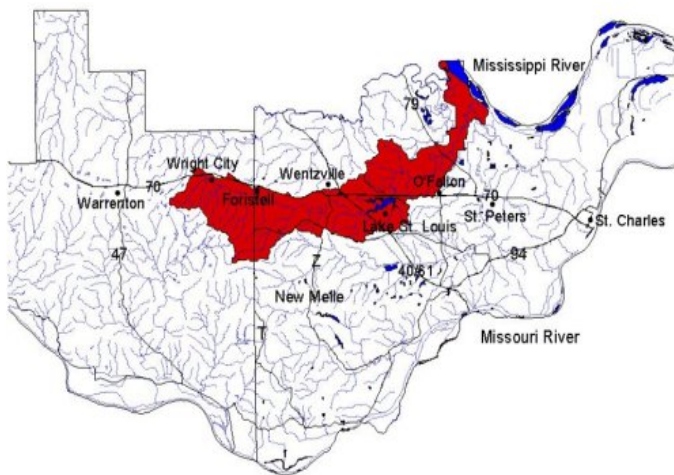 Mississippi River
79
Wright City
Wentzville
70
Foristell
O'Fallon
70
Warrenton
Lake St. Louis
St. Peters
St. Charles
47
Z
40/61
94
New Melle
T
Missouri River